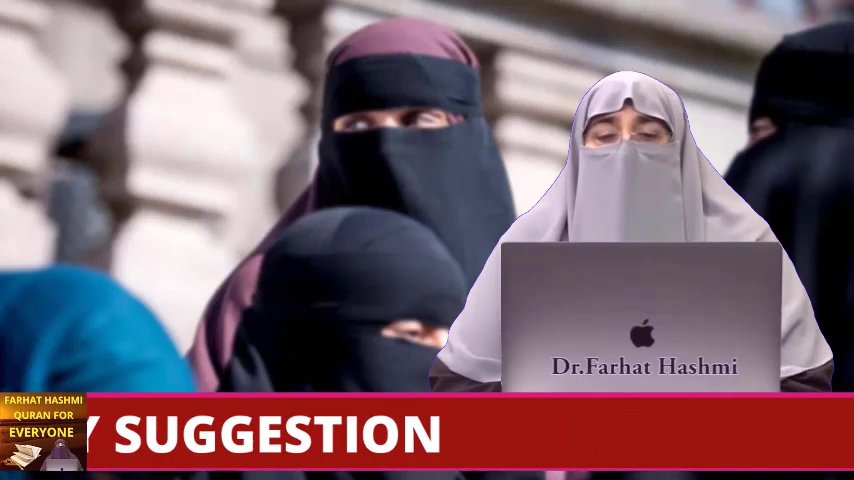 Dr.Farhat Hashmi
FARHAT HASHMI
QURAN FOR
EVERYONE
Y SUGGESTION